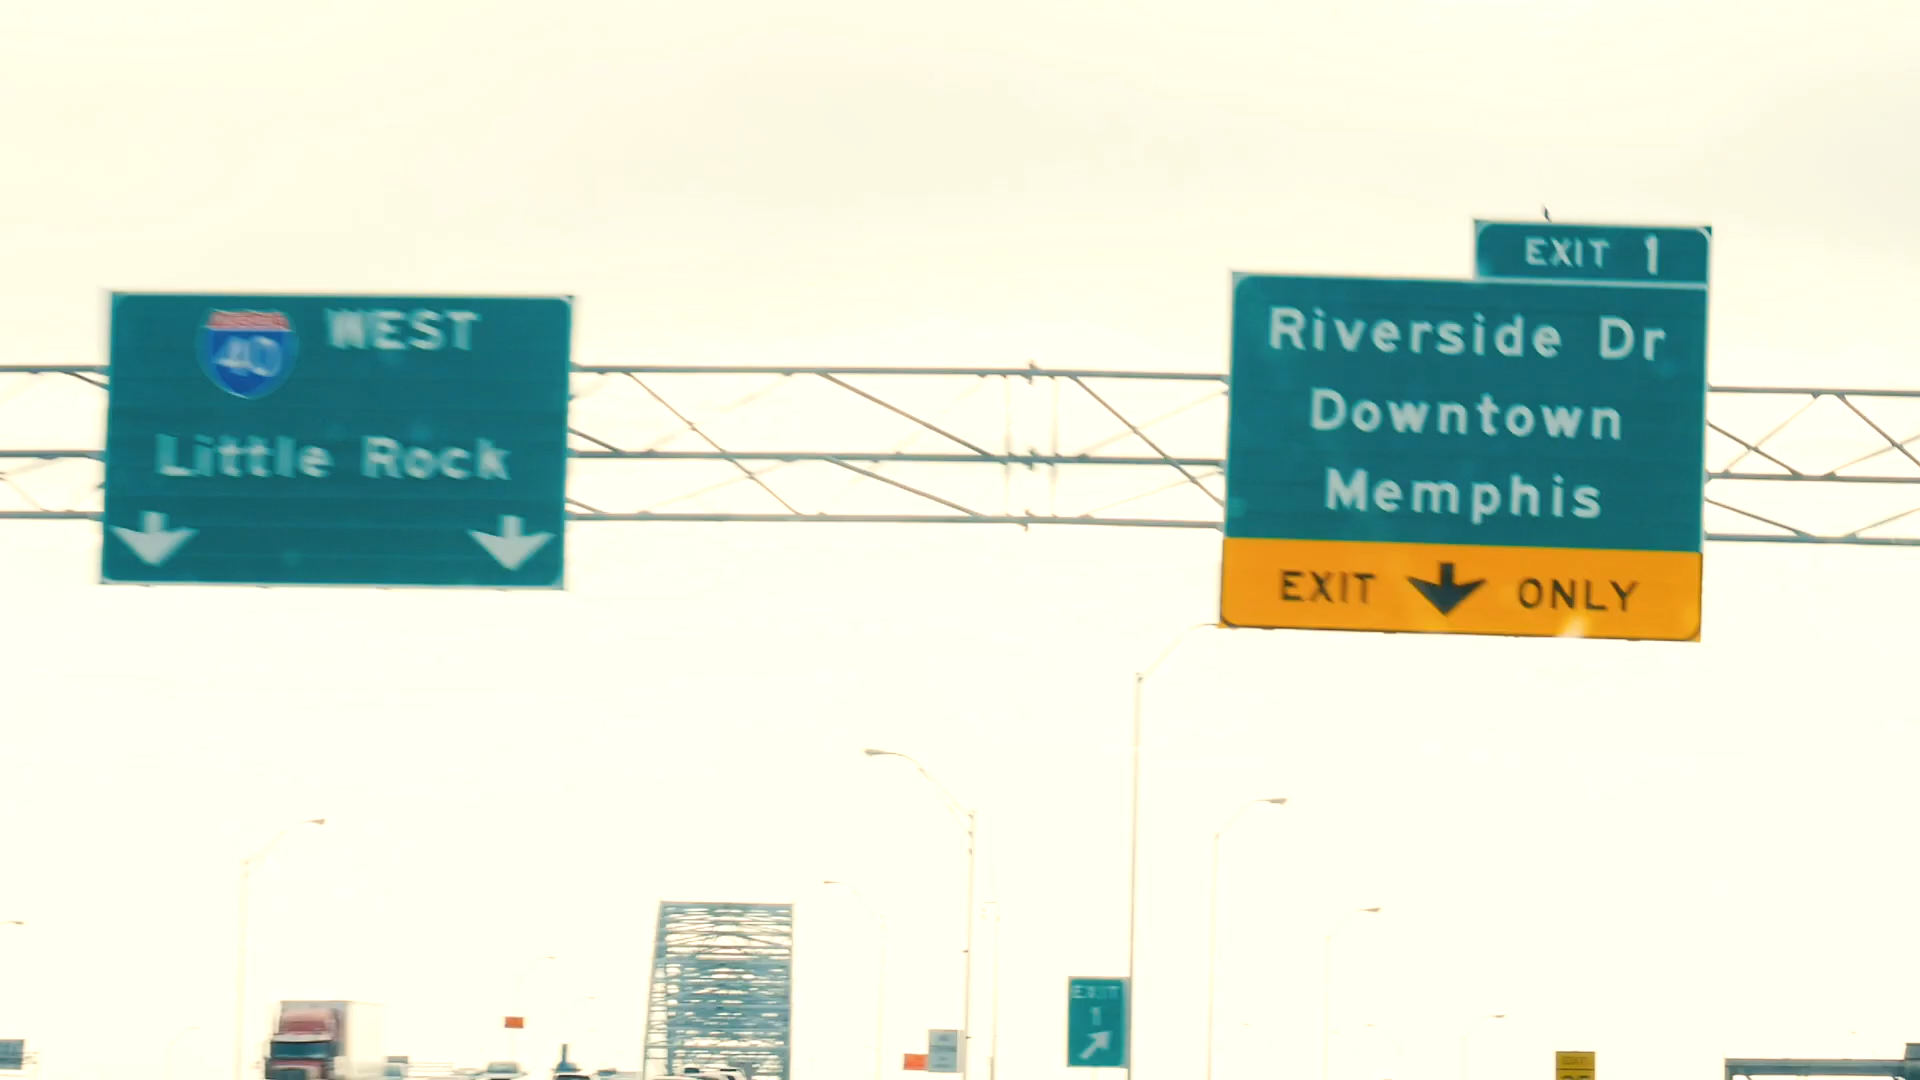 WEST
40
Little Rock
EXIT 1
Riverside Dr
Downtown
Memphis
EXIT ONLY
EXIT
1